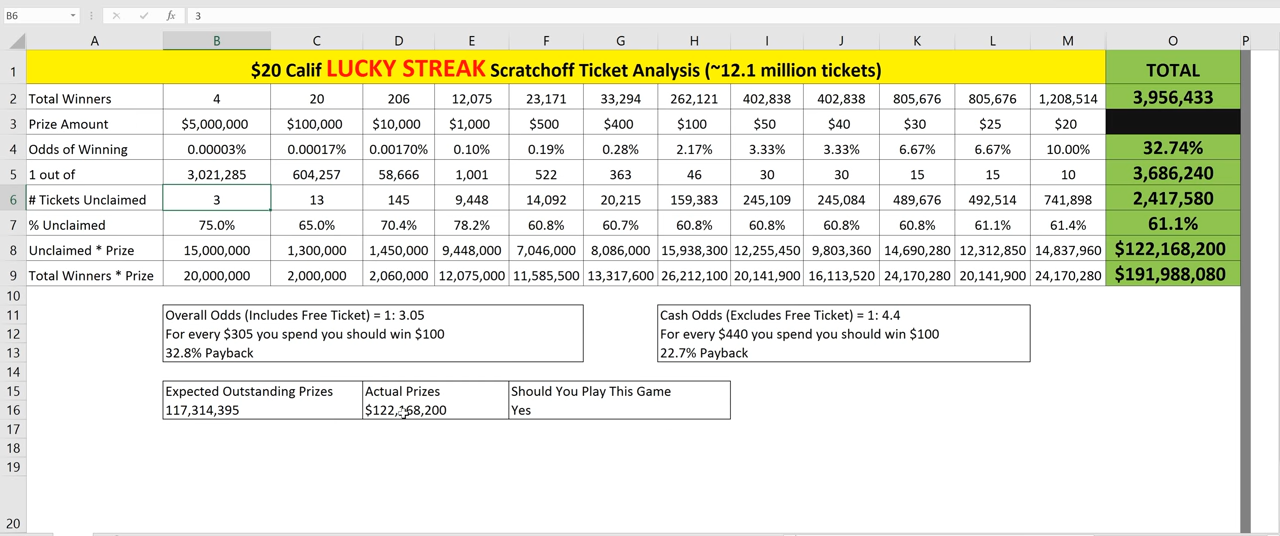 B6 fx 3
A B C D E F G H I J K L M O P
1 $20 Calif LUCKY STREAK Scratchoff Ticket Analysis (~12.1 million tickets) TOTAL
2 Total Winners 4 20 206 12,075 23,171 33,294 262,121 402,838 402,838 805,676 805,676 1,208,514 3,956,433
3 Prize Amount $5,000,000 $100,000 $10,000 $1,000 $500 $400 $100 $50 $40 $30 $25 $20
4 Odds of Winning 0.00003% 0.00017% 0.00170% 0.10% 0.19% 0.28% 2.17% 3.33% 3.33% 6.67% 6.67% 10.00% 32.74%
5 1 out of 3,021,285 604,257 58,666 1,001 522 363 46 30 30 15 15 10 3,686,240
6 # Tickets Unclaimed 3 13 145 9,448 14,092 20,215 159,383 245,109 245,084 489,676 492,514 741,898 2,417,580
7 % Unclaimed 75.0% 65.0% 70.4% 78.2% 60.8% 60.7% 60.8% 60.8% 60.8% 60.8% 61.1% 61.4% 61.1%
8 Unclaimed * Prize 15,000,000 1,300,000 1,450,000 9,448,000 7,046,000 8,086,000 15,938,300 12,255,450 9,803,360 14,690,280 12,312,850 14,837,960 $122,168,200
9 Total Winners * Prize 20,000,000 2,000,000 2,060,000 12,075,000 11,585,500 13,317,600 26,212,100 20,141,900 16,113,520 24,170,280 20,141,900 24,170,280 $191,988,080
10
11 Overall Odds (Includes Free Ticket) = 1: 3.05 Cash Odds (Excludes Free Ticket) = 1: 4.4
12 For every $305 you spend you should win $100 For every $440 you spend you should win $100
13 32.8% Payback 22.7% Payback
14
15 Expected Outstanding Prizes Actual Prizes Should You Play This Game
16 117,314,395 $122,168,200 Yes
17
18
19
20